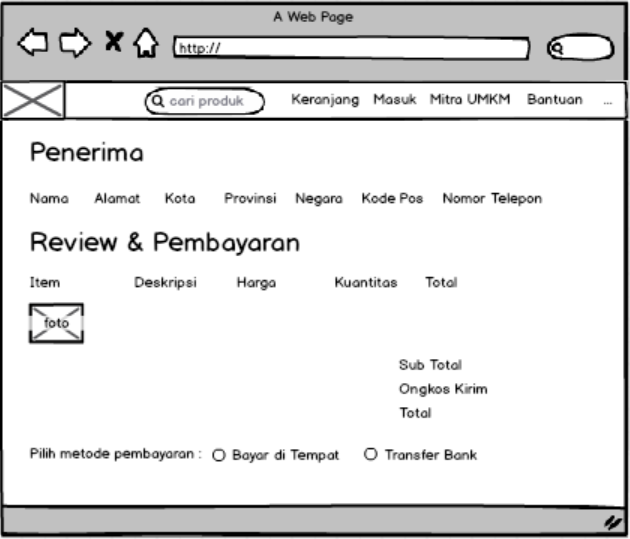 A Web Page
http://
cari produk Keranjang Masuk Mitra UMKM Bantuan ...
Penerima
Nama Alamat Kota Provinsi Negara Kode Pos Nomor Telepon
Review & Pembayaran
Item Deskripsi Harga Kuantitas Total
foto
Sub Total
Ongkos Kirim
Total
Pilih metode pembayaran : Bayar di Tempat Transfer Bank